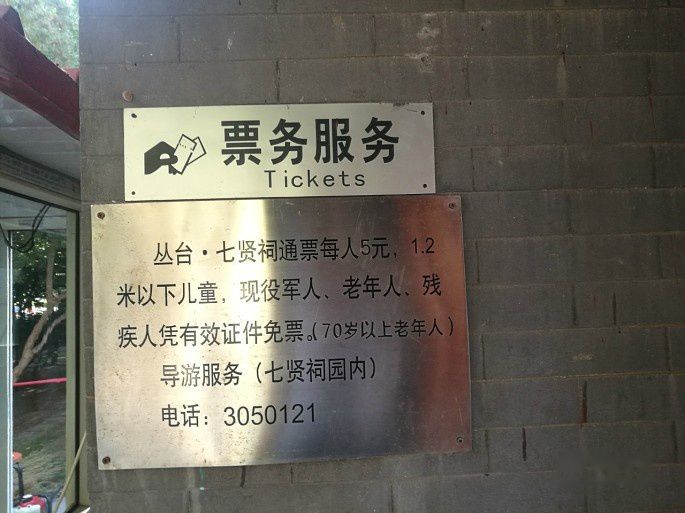 票务服务
Tickets
丛台·七贤祠通票每人5元，1.2
米以下儿童，现役军人、老年人、残
疾人凭有效证件免票。(70岁以上老年人)
导游服务（七贤祠园内）
电话：3050121